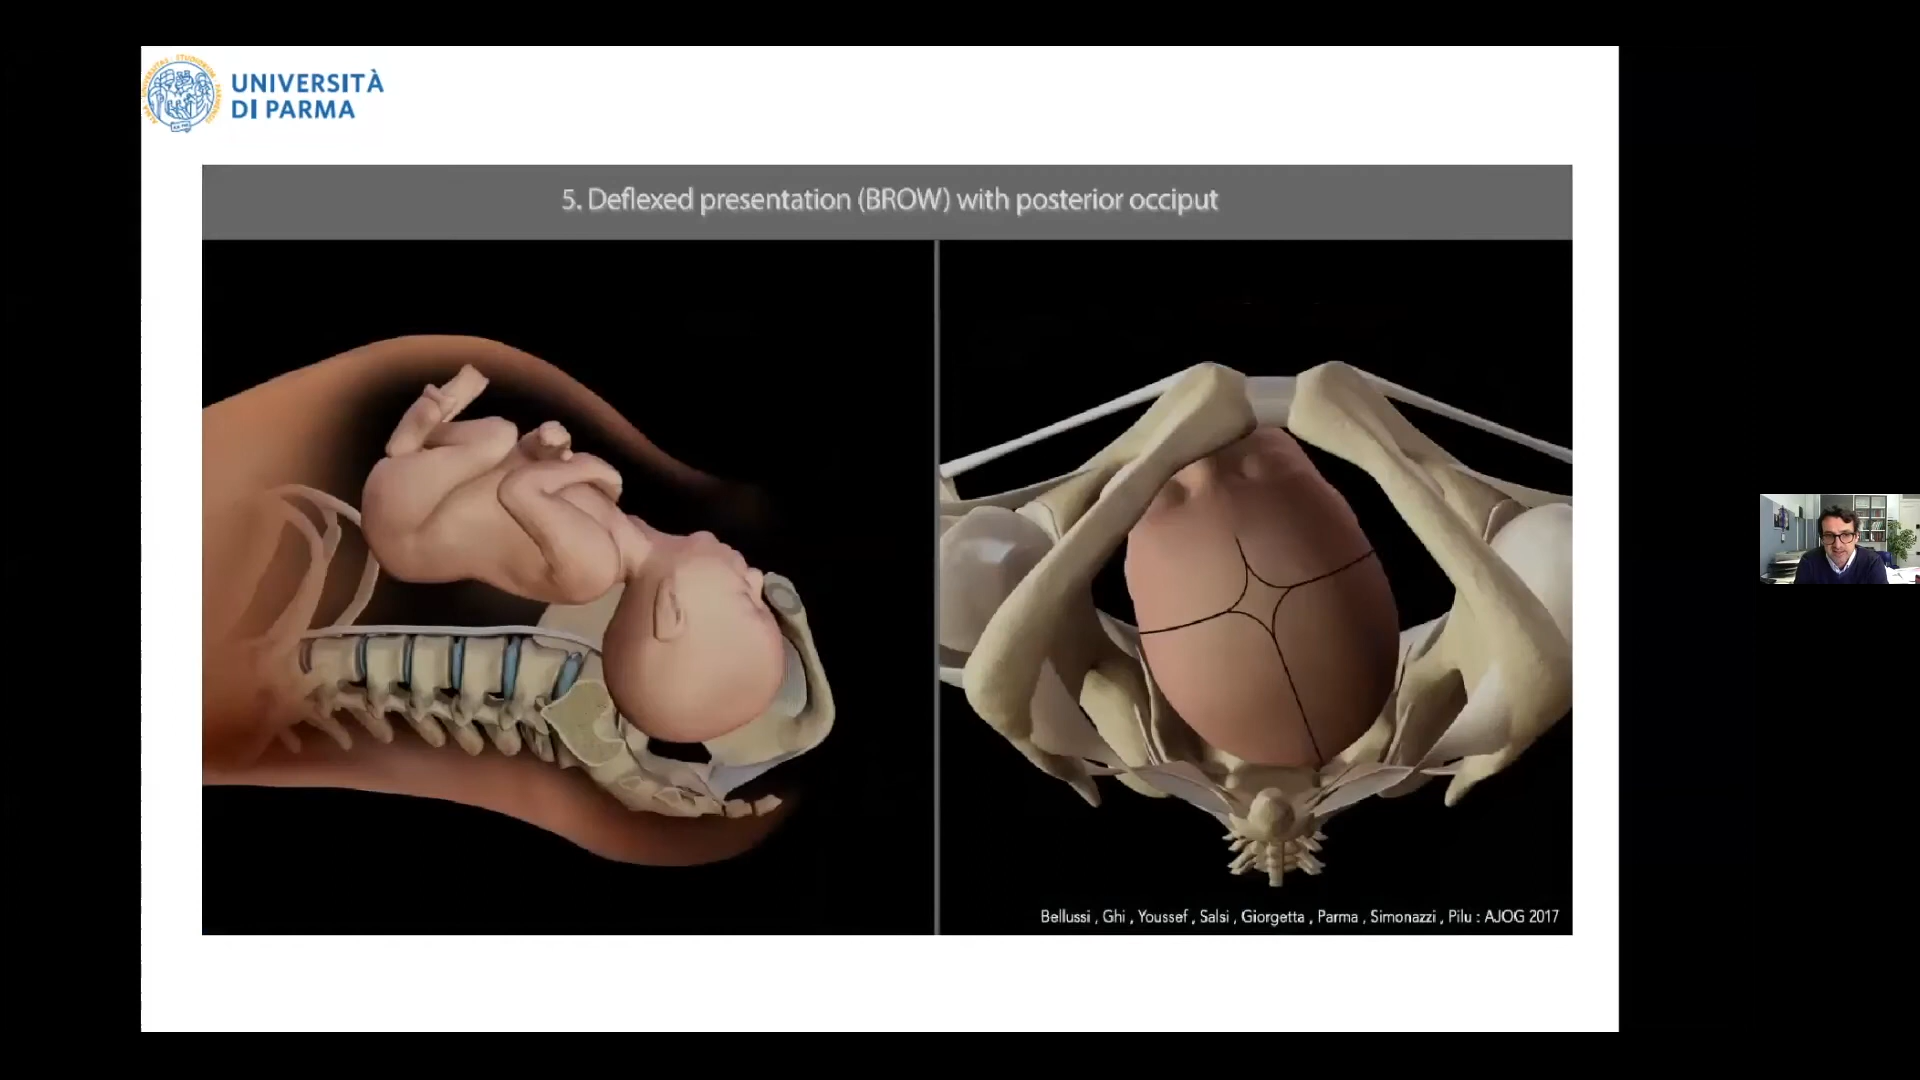 UNIVERSITÀ
DI PARMA
5. Deflexed presentation (BROW) with posterior occiput
Bellussi , Ghi , Youssef , Salsi , Giorgetta , Parma , Simonazzi , Pilu : AJOG 2017